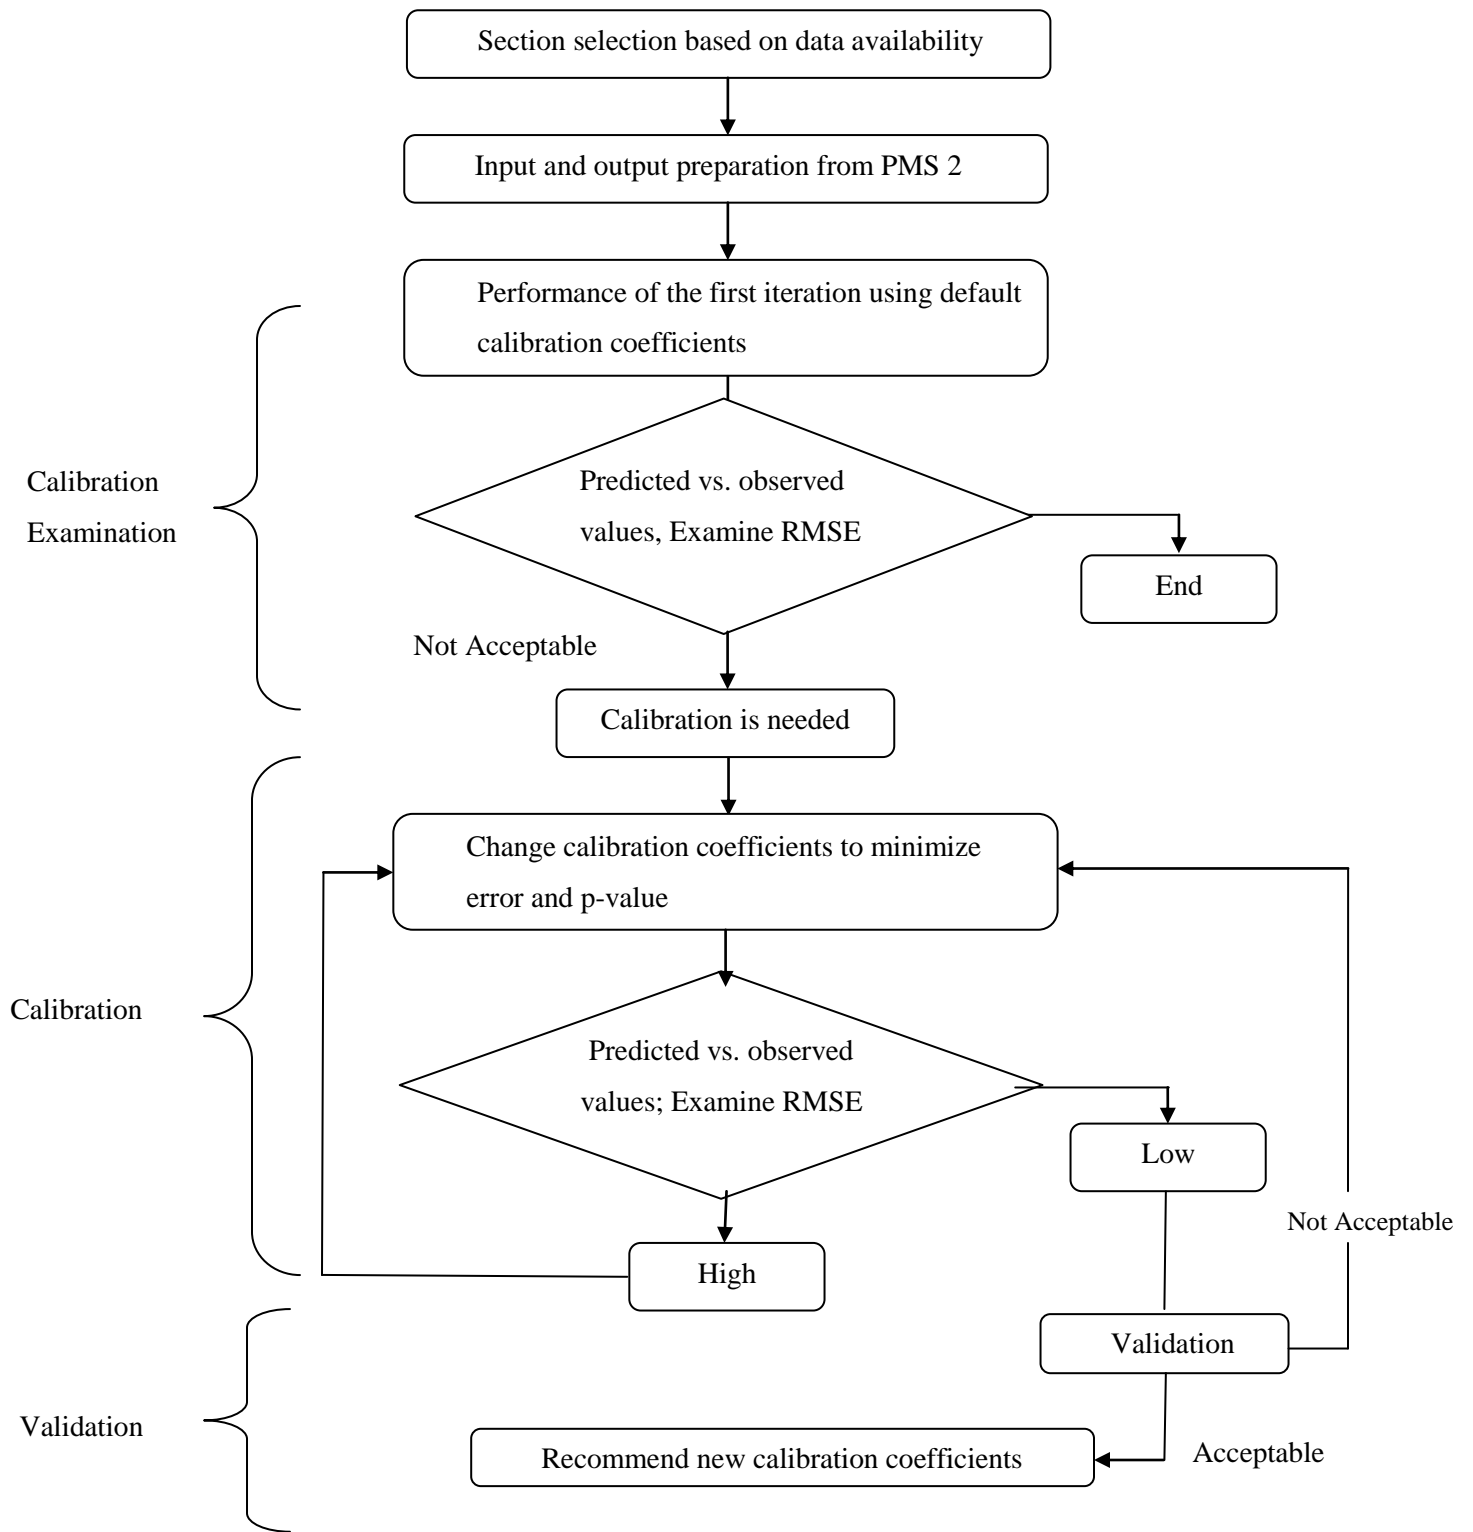 Section selection based on data availability
Input and output preparation from PMS 2
Performance of the first iteration using default
calibration coefficients
Calibration
Examination
Predicted vs. observed
values, Examine RMSE
End
Not Acceptable
Calibration is needed
Change calibration coefficients to minimize
error and p-value
Calibration
Predicted vs. observed
values; Examine RMSE
Low
Not Acceptable
High
Validation
Validation
Acceptable
Recommend new calibration coefficients